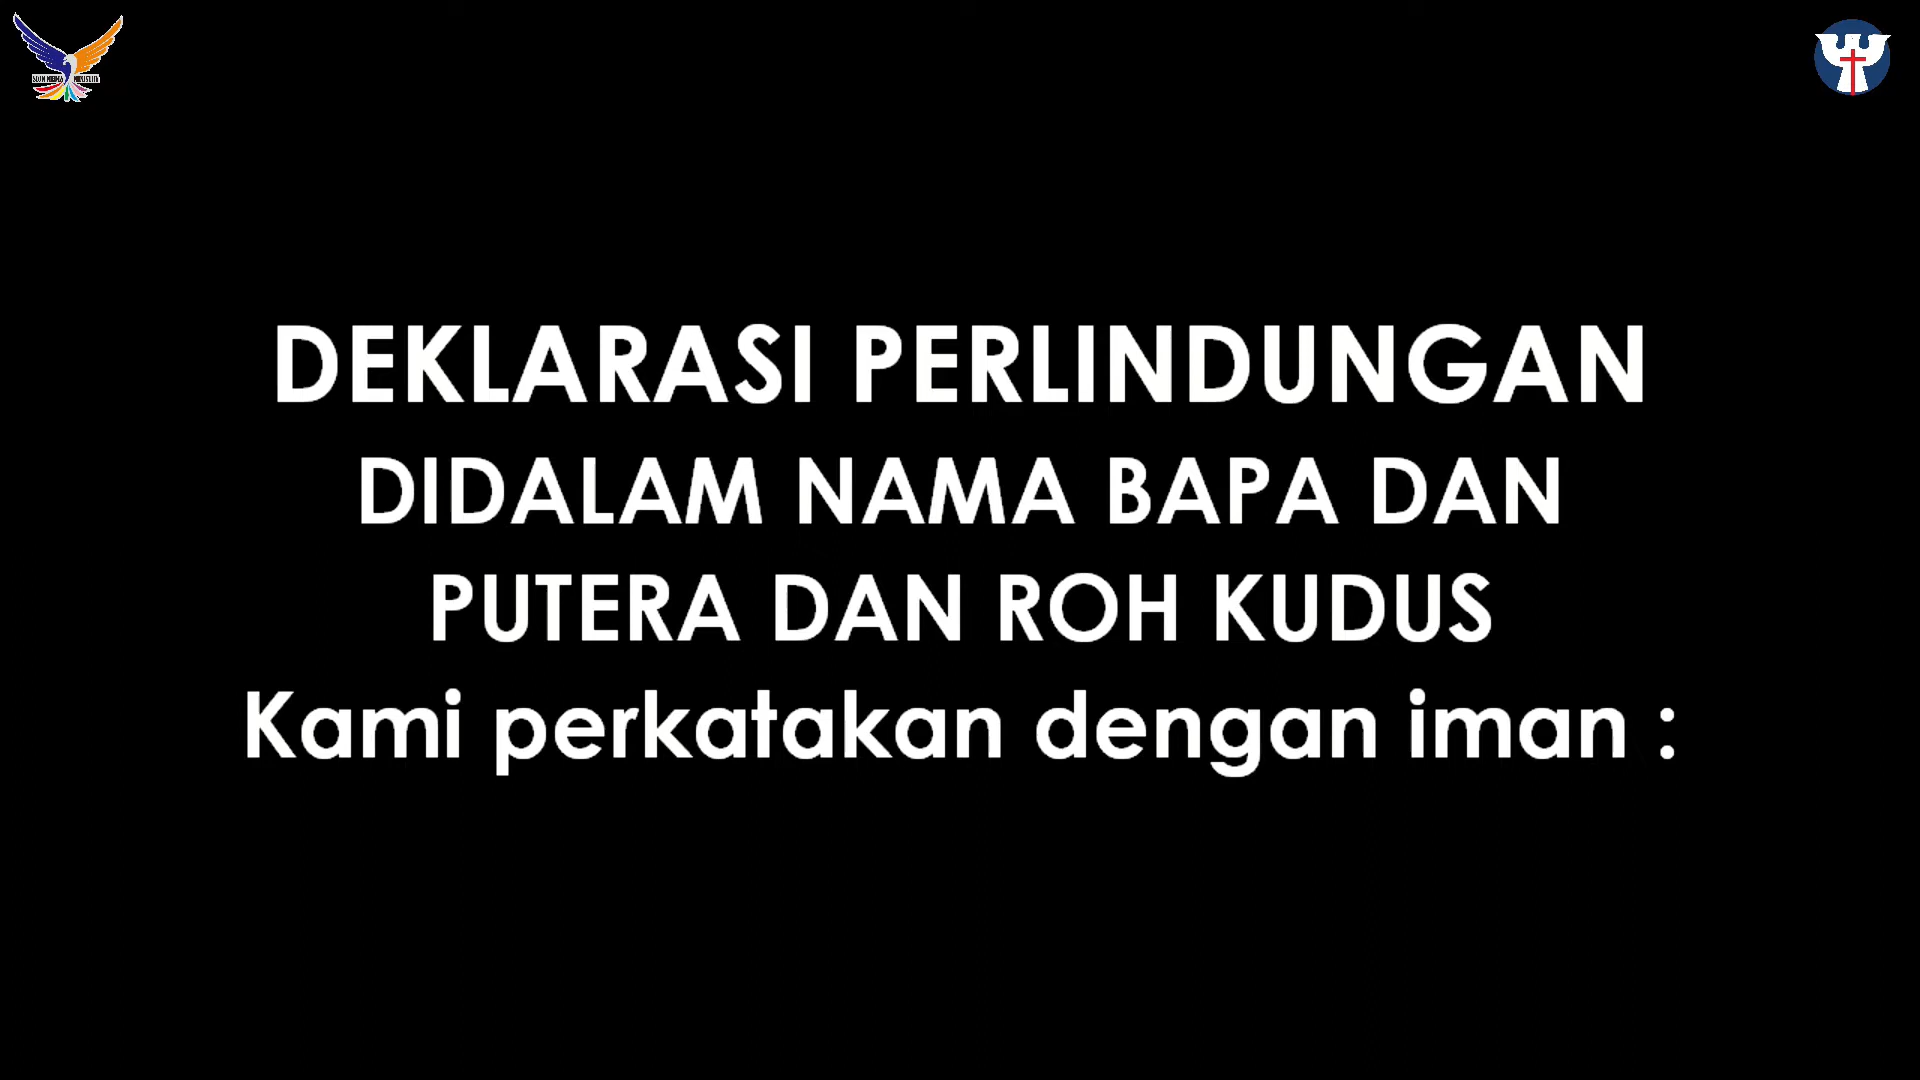 DEKLARASI PERLINDUNGAN
DIDALAM NAMA BAPA DAN
PUTERA DAN ROH KUDUS
Kami perkatakan dengan iman :